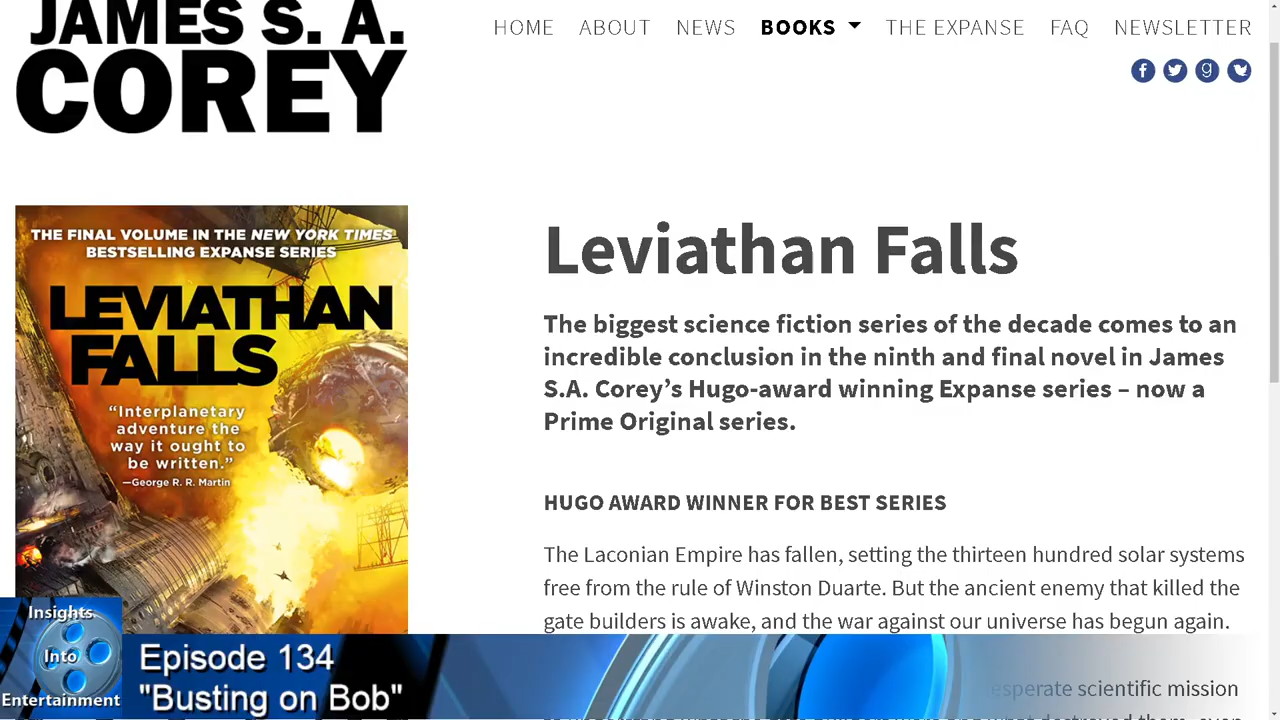 JAMES S. A.
COREY
HOME ABOUT NEWS BOOKS THE EXPANSE FAQ NEWSLETTER
THE FINAL VOLUME IN THE NEW YORK TIMES
BESTSELLING EXPANSE SERIES
LEVIATHAN
FALLS
“Interplanetary
adventure the
way it ought to
be written.”
—George R. R. Martin
Leviathan Falls
The biggest science fiction series of the decade comes to an
incredible conclusion in the ninth and final novel in James
S.A. Corey’s Hugo-award winning Expanse series – now a
Prime Original series.
HUGO AWARD WINNER FOR BEST SERIES
The Laconian Empire has fallen, setting the thirteen hundred solar systems
free from the rule of Winston Duarte. But the ancient enemy that killed the
gate builders is awake, and the war against our universe has begun again.
esperate scientific mission
Insights
Into
Entertainment
Episode 134
"Busting on Bob"